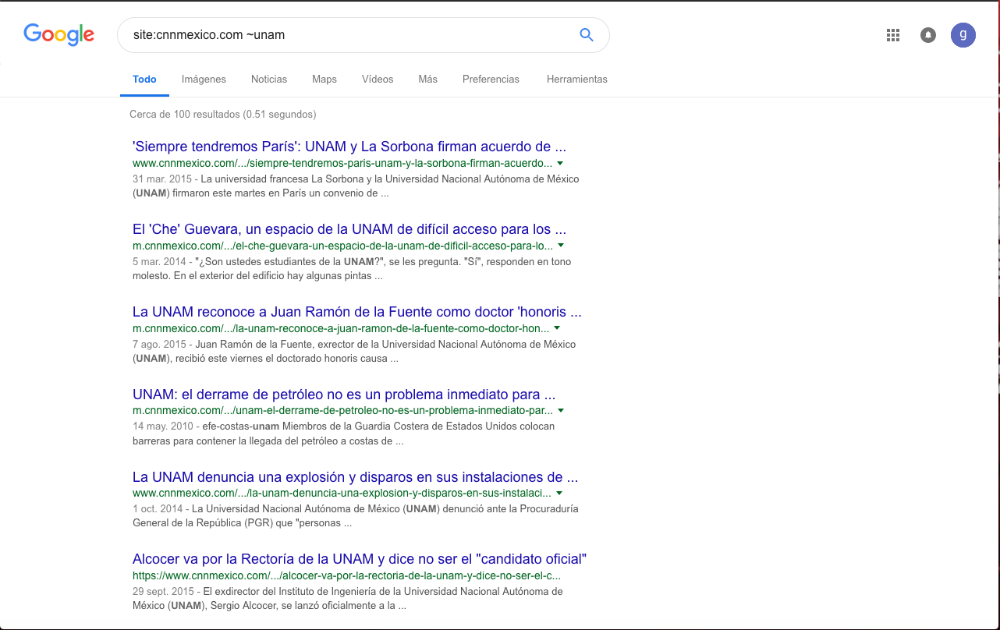 Google
site:cnnmexico.com ~unam
g
Todo Imágenes Noticias Maps Vídeos Más Preferencias Herramientas
Cerca de 100 resultados (0.51 segundos)
'Siempre tendremos París': UNAM y La Sorbona firman acuerdo de ...
www.cnnmexico.com/.../siempre-tendremos-paris-unam-y-la-sorbona-firman-acuerdo...
31 mar. 2015 - La universidad francesa La Sorbona y la Universidad Nacional Autónoma de México
(UNAM) firmaron este martes en París un convenio de ...
El 'Che' Guevara, un espacio de la UNAM de difícil acceso para los ...
m.cnnmexico.com/.../el-che-guevara-un-espacio-de-la-unam-de-dificil-acceso-para-lo...
5 mar. 2014 - "¿Son ustedes estudiantes de la UNAM?", se les pregunta. "Sí", responden en tono
molesto. En el exterior del edificio hay algunas pintas ...
La UNAM reconoce a Juan Ramón de la Fuente como doctor 'honoris ...
m.cnnmexico.com/.../la-unam-reconoce-a-juan-ramon-de-la-fuente-como-doctor-hon...
7 ago. 2015 - Juan Ramón de la Fuente, exrector de la Universidad Nacional Autónoma de México
(UNAM), recibió este viernes el doctorado honoris causa ...
UNAM: el derrame de petróleo no es un problema inmediato para ...
m.cnnmexico.com/.../unam-el-derrame-de-petroleo-no-es-un-problema-inmediato-par...
14 may. 2010 - efe-costas-unam Miembros de la Guardia Costera de Estados Unidos colocan
barreras para contener la llegada del petróleo a costas de ...
La UNAM denuncia una explosión y disparos en sus instalaciones de ...
www.cnnmexico.com/.../la-unam-denuncia-una-explosion-y-disparos-en-sus-instalaci...
1 oct. 2014 - La Universidad Nacional Autónoma de México (UNAM) denunció ante la Procuraduría
General de la República (PGR) que "personas ...
Alcocer va por la Rectoría de la UNAM y dice no ser el "candidato oficial"
https://www.cnnmexico.com/.../alcocer-va-por-la-rectoria-de-la-unam-y-dice-no-ser-el-c...
29 sept. 2015 - El exdirector del Instituto de Ingeniería de la Universidad Nacional Autónoma de
México (UNAM), Sergio Alcocer, se lanzó oficialmente a la ...